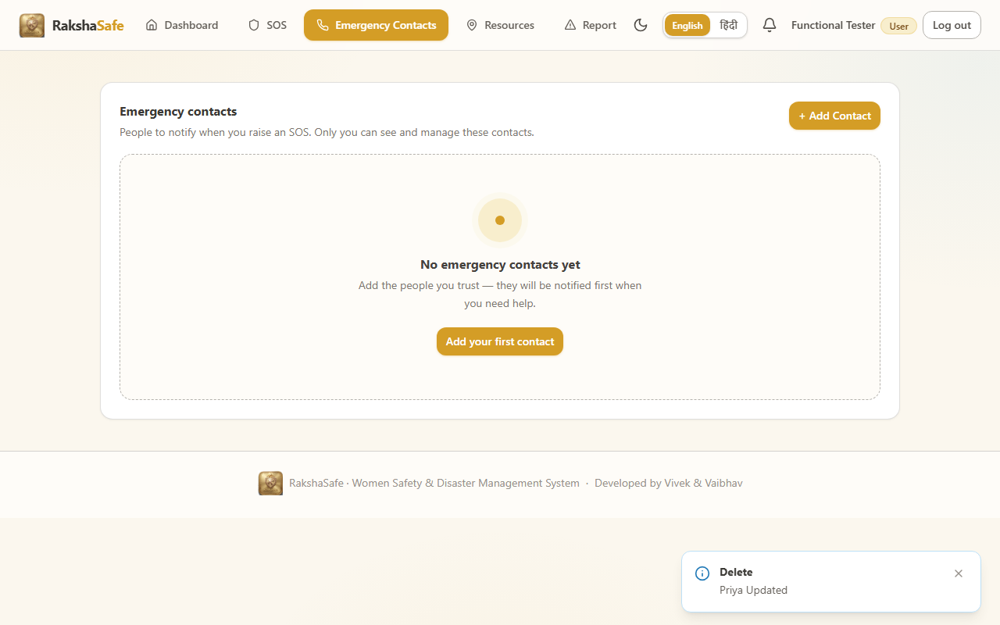 RakshaSafe
Dashboard
SOS
Emergency Contacts
Resources
Report
English
हिंदी
Functional Tester
User
Log out
Emergency contacts
+ Add Contact
People to notify when you raise an SOS. Only you can see and manage these contacts.
No emergency contacts yet
Add the people you trust — they will be notified first when
you need help.
Add your first contact
RakshaSafe · Women Safety & Disaster Management System · Developed by Vivek & Vaibhav
Delete
Priya Updated